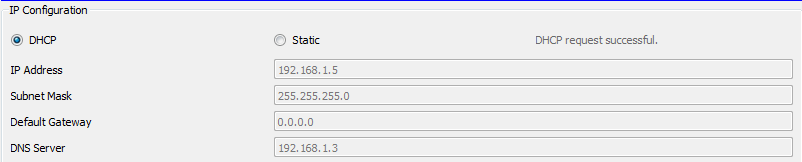 IP Configuration
DHCP Static DHCP request successful.
IP Address 192.168.1.5
Subnet Mask 255.255.255.0
Default Gateway 0.0.0.0
DNS Server 192.168.1.3